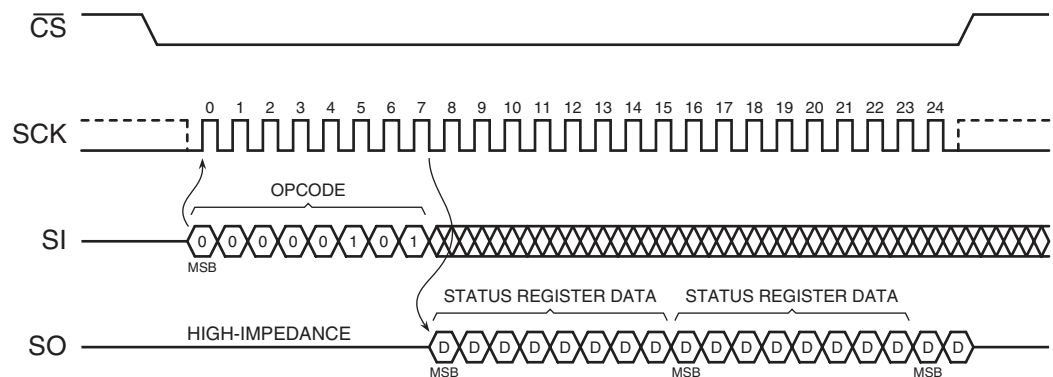 CS
0 1 2 3 4 5 6 7 8 9 10 11 12 13 14 15 16 17 18 19 20 21 22 23 24
SCK
OPCODE
SI 0 0 0 0 0 1 0 1
MSB
STATUS REGISTER DATA STATUS REGISTER DATA
HIGH-IMPEDANCE
SO D D D D D D D D D D D D D D D D D D
MSB MSB MSB